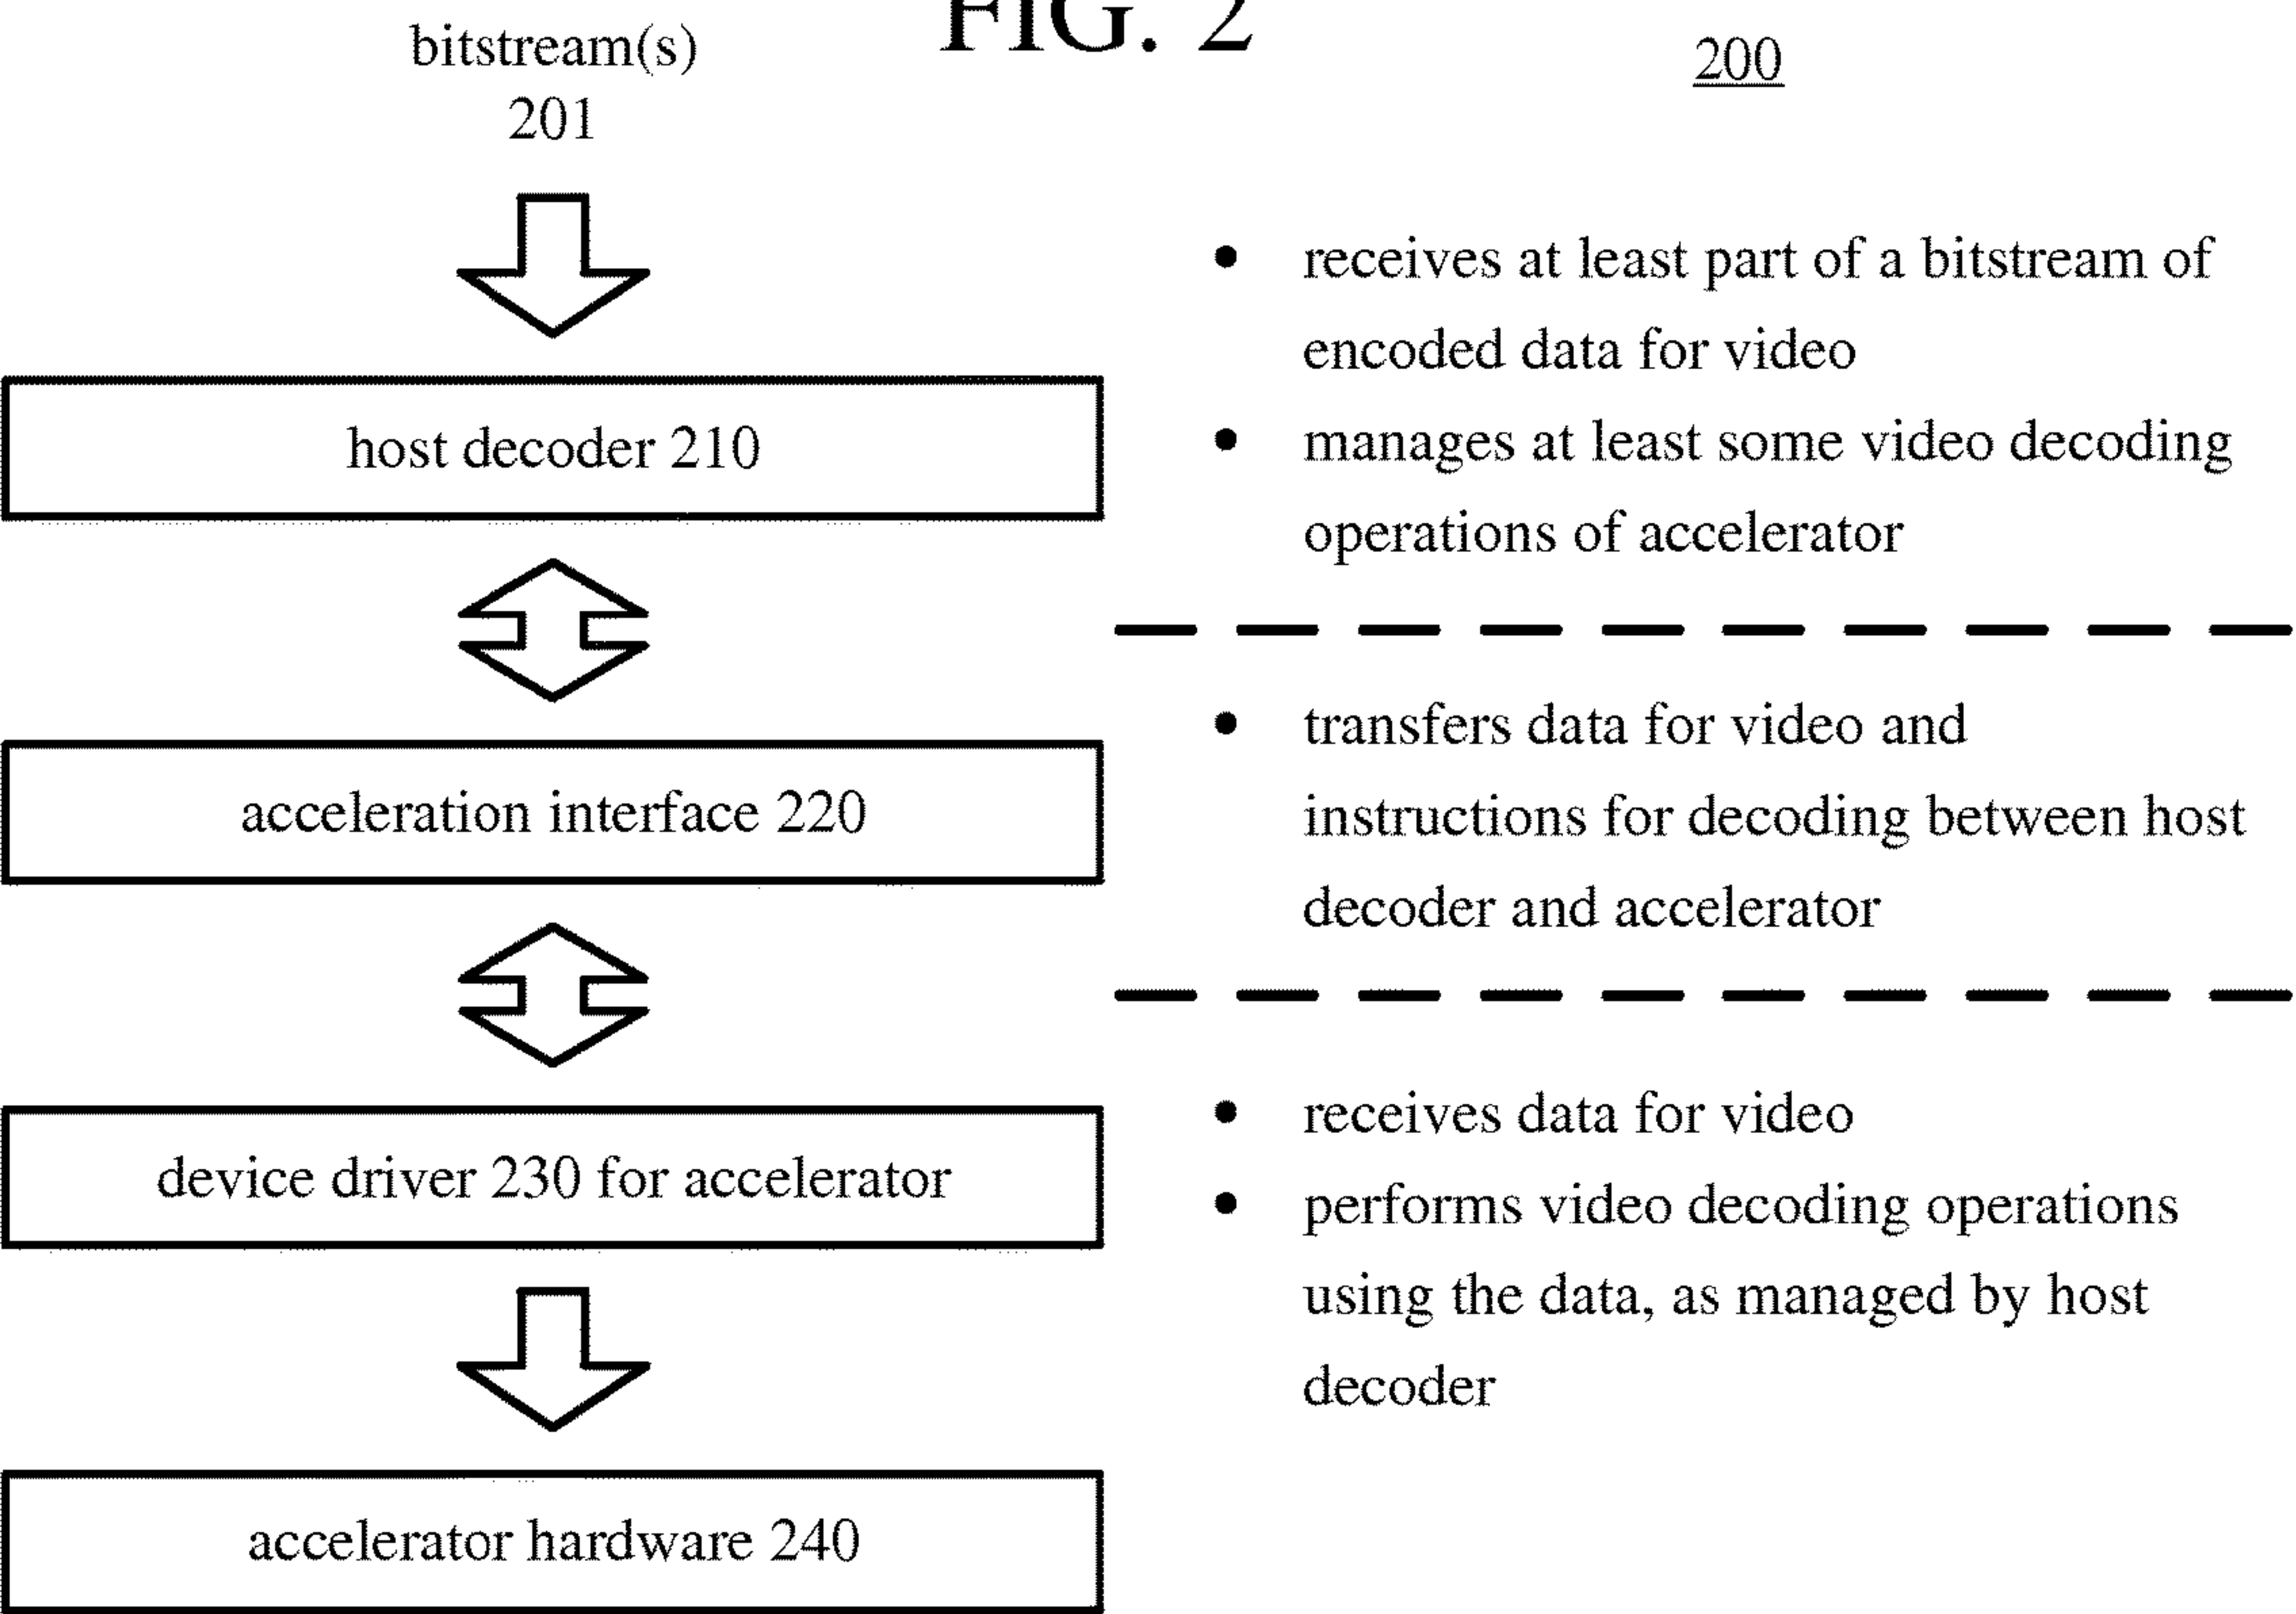 FIG. 2
200
bitstream(s)
201
• receives at least part of a bitstream of
encoded data for video
• manages at least some video decoding
operations of accelerator
host decoder 210
• transfers data for video and
instructions for decoding between host
decoder and accelerator
acceleration interface 220
• receives data for video
• performs video decoding operations
using the data, as managed by host
decoder
device driver 230 for accelerator
accelerator hardware 240